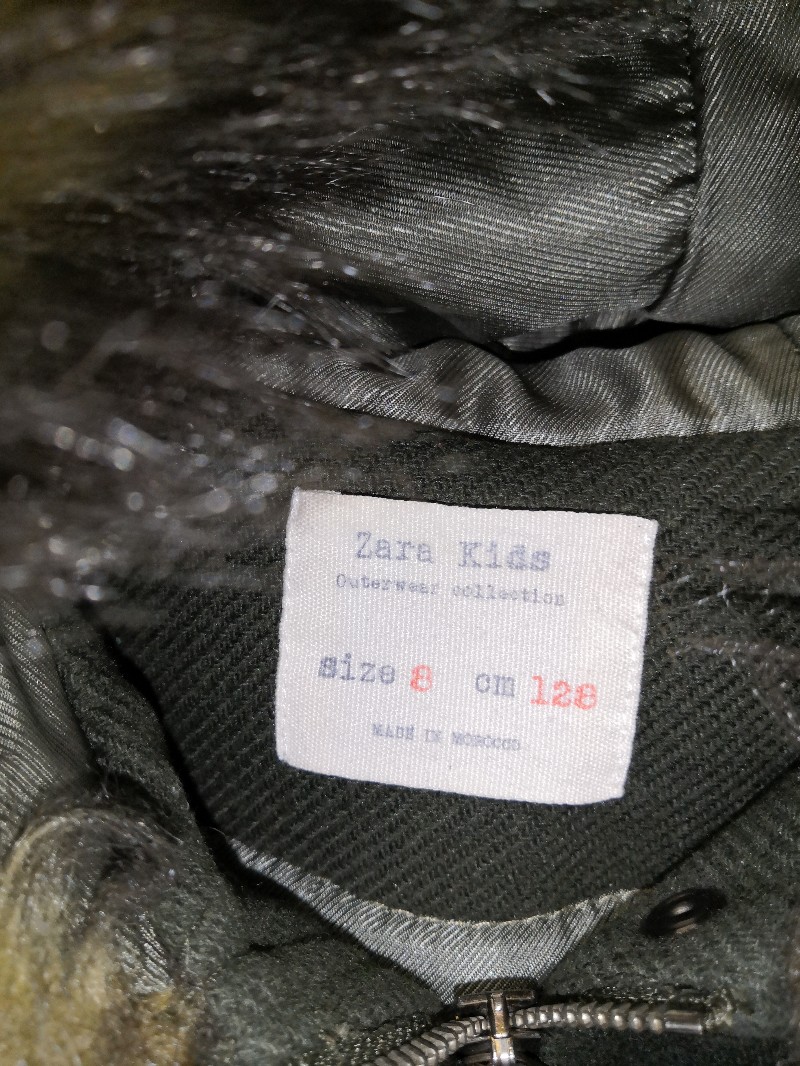 Zara Kids
Outerwear collection
size 8 cm 128
MADE IN MOROCCO